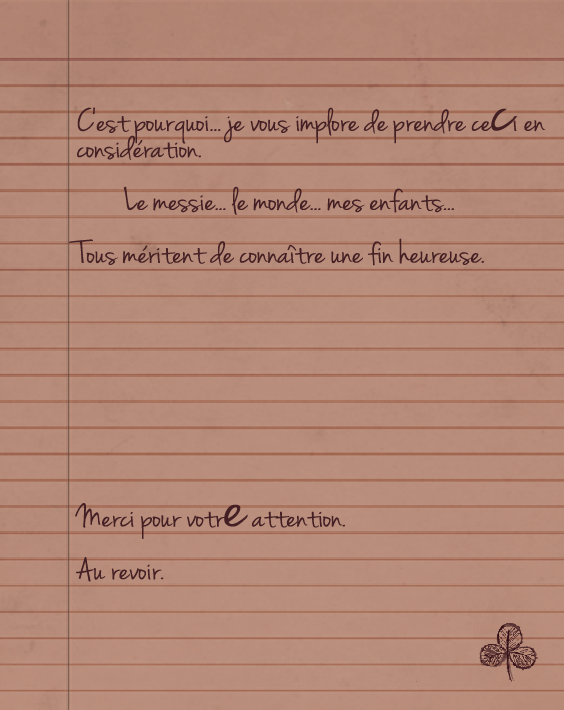 C'est pourquoi... je vous implore de prendre ceCi en
considération.
Le messie... le monde... mes enfants...
Tous méritent de connaître une fin heureuse.
Merci pour votre attention.
Au revoir.